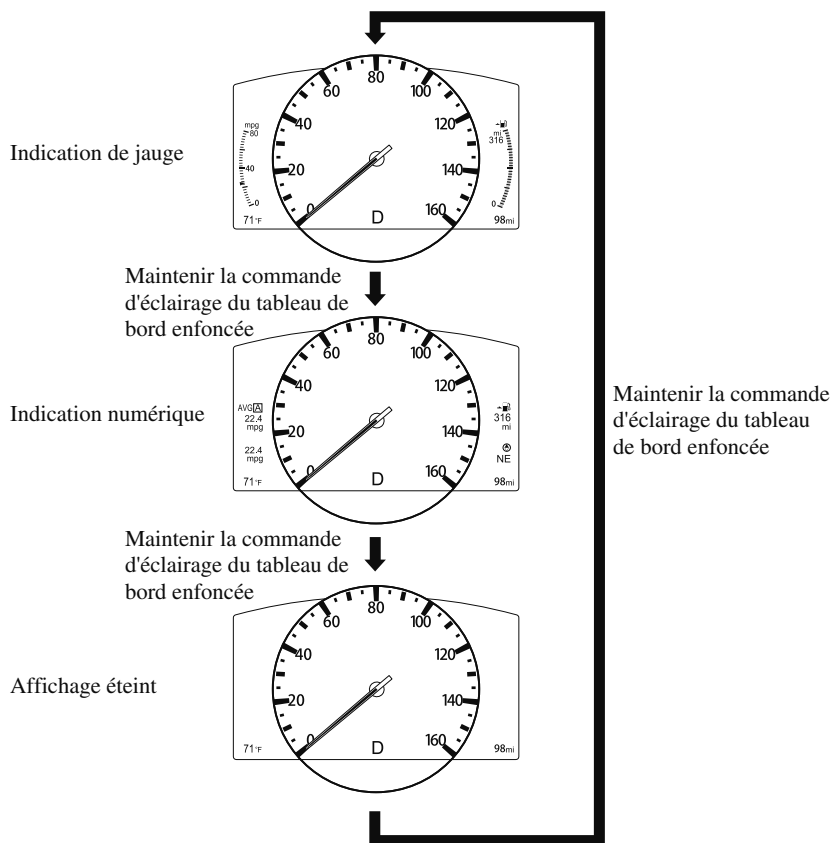 80
60
100
mpg
80
40
120
mi
316
Indication de jauge
40
20
140
0
0
0
160
71°F
D
98mi
Maintenir la commande
d'éclairage du tableau de
bord enfoncée
80
60
100
40
120
AVG A
22.4
mpg
316
mi
Indication numérique
20
140
22.4
mpg
NE
0
160
71°F
D
98mi
Maintenir la commande
d'éclairage du tableau
de bord enfoncée
Maintenir la commande
d'éclairage du tableau de
bord enfoncée
80
60
100
40
120
Affichage éteint
20
140
0
160
71°F
D
98mi